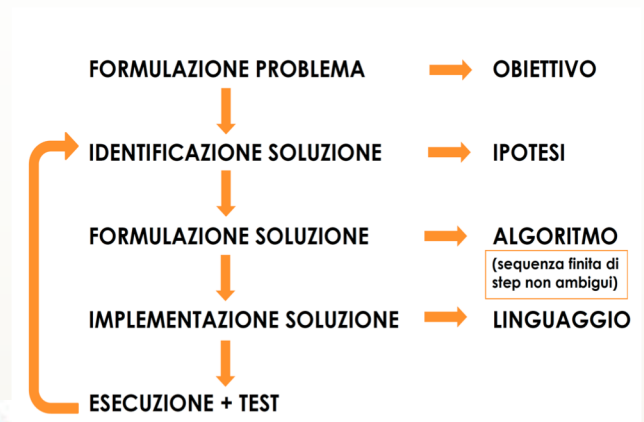 FORMULAZIONE PROBLEMA
OBIETTIVO
IDENTIFICAZIONE SOLUZIONE
IPOTESI
FORMULAZIONE SOLUZIONE
ALGORITMO
(sequenza finita di
step non ambigui)
IMPLEMENTAZIONE SOLUZIONE
LINGUAGGIO
ESECUZIONE + TEST